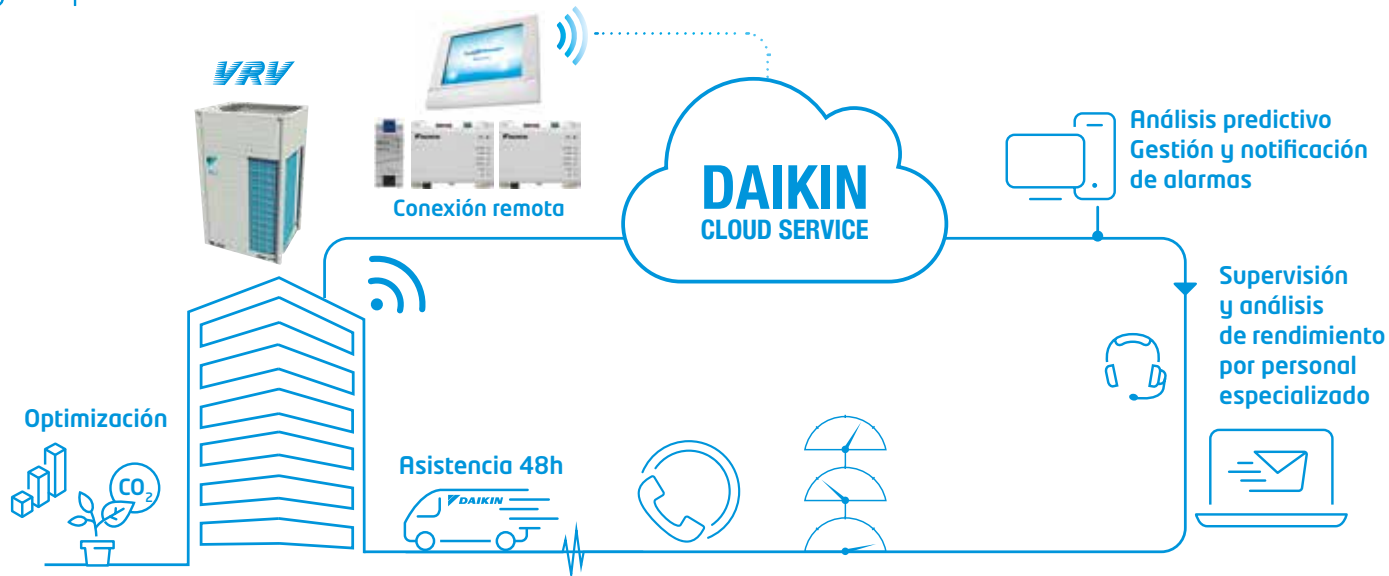 VRV
Conexión remota
DAIKIN
CLOUD SERVICE
Análisis predictivo
Gestión y notificación
de alarmas
Supervisión
y análisis
de rendimiento
por personal
especializado
Optimización
CO₂
Asistencia 48h
DAIKIN